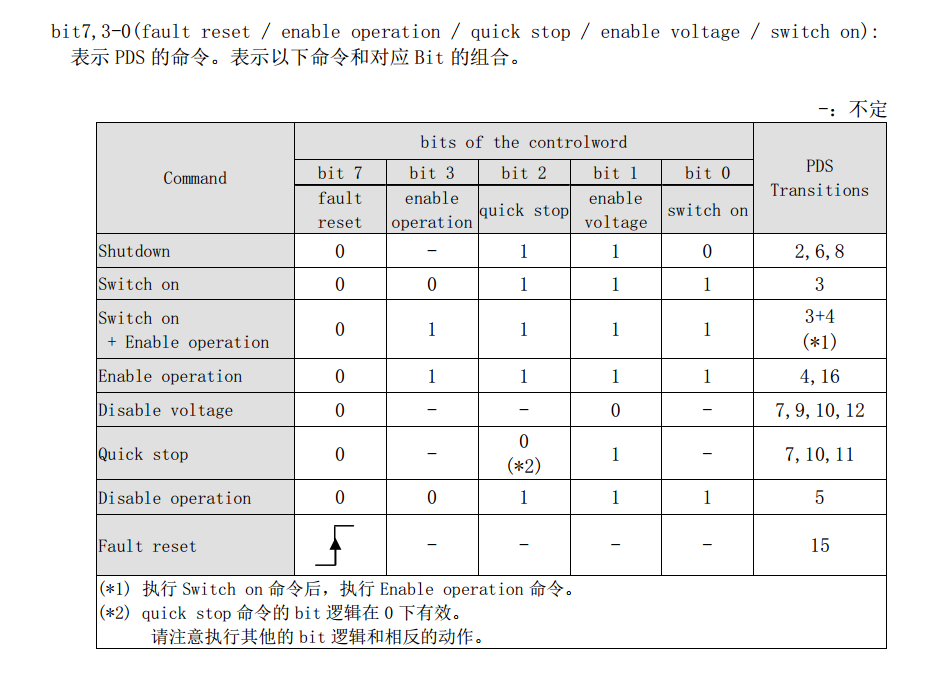 bit7,3-0(fault reset / enable operation / quick stop / enable voltage / switch on):
表示 PDS 的命令。表示以下命令和对应 Bit 的组合。
-：不定
Command bits of the controlword PDS Transitions
bit 7 bit 3 bit 2 bit 1 bit 0
fault reset enable operation quick stop enable voltage switch on
Shutdown 0 - 1 1 0 2,6,8
Switch on 0 0 1 1 1 3
Switch on
+ Enable operation 0 1 1 1 1 3+4 (*1)
Enable operation 0 1 1 1 1 4,16
Disable voltage 0 - - 0 - 7,9,10,12
Quick stop 0 - 0 (*2) 1 - 7,10,11
Disable operation 0 0 1 1 1 5
Fault reset - - - - 15
(*1) 执行 Switch on 命令后，执行 Enable operation 命令。
(*2) quick stop 命令的 bit 逻辑在 0 下有效。
请注意执行其他的 bit 逻辑和相反的动作。